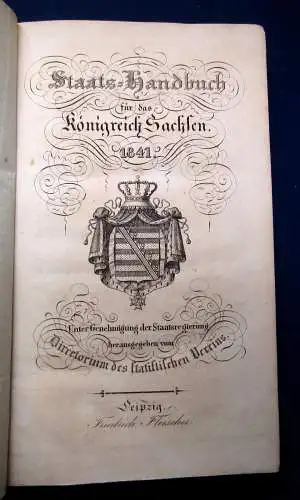 Staats-Handbuch
für das
Königreich Sachsen.
1841.
Unter Genehmigung der Staatsregierung
herausgegeben vom
Directorium des statistischen Vereins.
Leipzig,
Friedrich Fleischer.